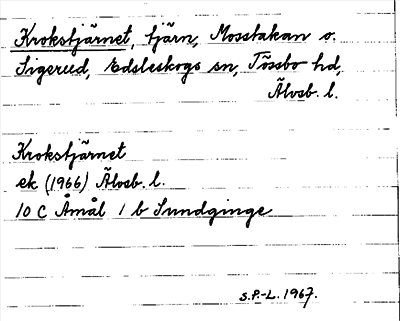 Krokstjärnet, tjärn, Mosstakan o.
Sigerud, Edsleskogs sn, Tössbo hd,
Älvsb. l.
Krokstjärnet
ek (1966) Älvsb. l.
10 C Åmål 1 b Sundginge
S.P.-L. 1967.